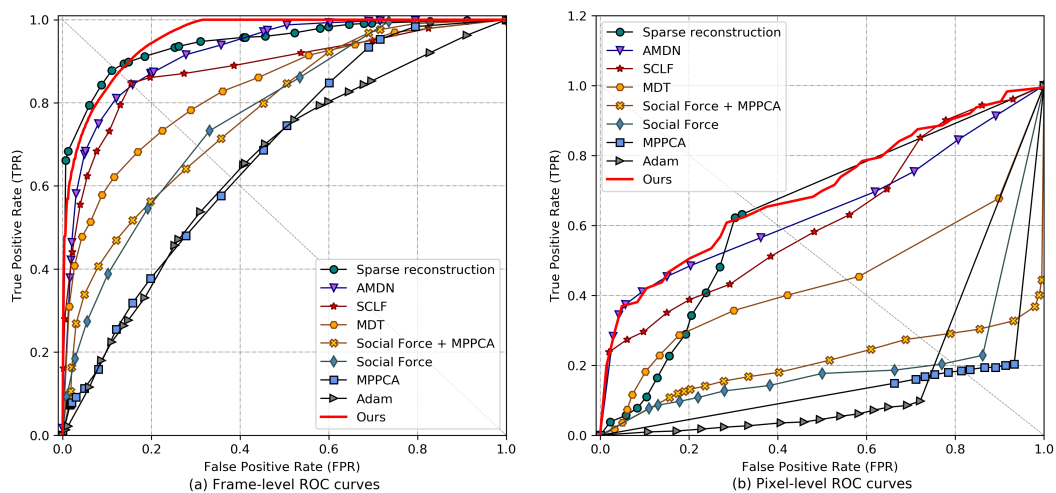 1.0
0.8
0.6
0.4
0.2
0.0
True Positive Rate (TPR)
0.0
0.2
0.4
0.6
0.8
1.0
False Positive Rate (FPR)
Sparse reconstruction
AMDN
SCLF
MDT
Social Force + MPPCA
Social Force
MPPCA
Adam
Ours
(a) Frame-level ROC curves
1.2
1.0
0.8
0.6
0.4
0.2
0.0
True Positive Rate (TPR)
0.0
0.2
0.4
0.6
0.8
1.0
False Positive Rate (FPR)
Sparse reconstruction
AMDN
SCLF
MDT
Social Force + MPPCA
Social Force
MPPCA
Adam
Ours
(b) Pixel-level ROC curves